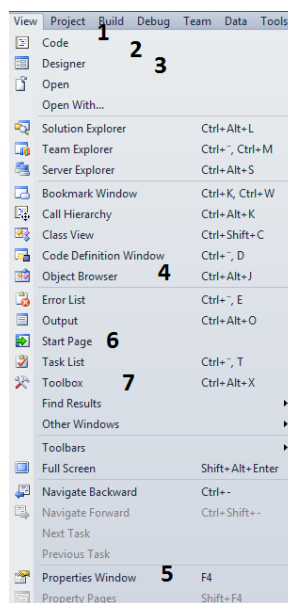 View Project Build Debug Team Data Tools
1
Code 2
Designer 3
Open
Open With...
Solution Explorer Ctrl+Alt+L
Team Explorer Ctrl+¨, Ctrl+M
Server Explorer Ctrl+Alt+S
Bookmark Window Ctrl+K, Ctrl+W
Call Hierarchy Ctrl+Alt+K
Class View Ctrl+Shift+C
Code Definition Window Ctrl+¨, D
Object Browser 4 Ctrl+Alt+J
Error List Ctrl+¨, E
Output Ctrl+Alt+O
Start Page 6
Task List Ctrl+¨, T
Toolbox 7 Ctrl+Alt+X
Find Results
Other Windows
Toolbars
Full Screen Shift+Alt+Enter
Navigate Backward Ctrl+-
Navigate Forward Ctrl+Shift+-
Next Task
Previous Task
Properties Window 5 F4
Property Pages Shift+F4